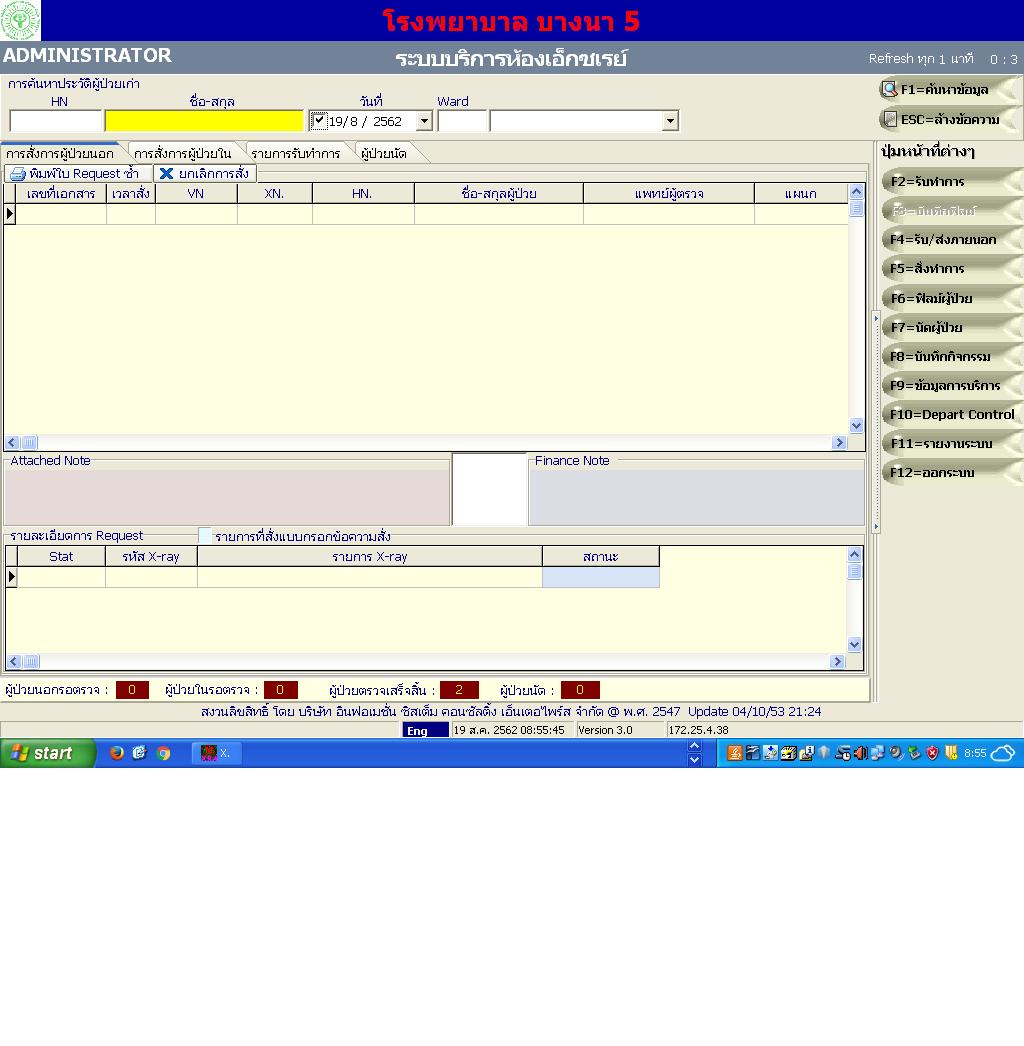 โรงพยาบาล บางนา 5
ADMINISTRATOR ระบบบริการห้องเอ็กซเรย์ Refresh ทุก 1 นาที 0 : 3
การค้นหาประวัติผู้ป่วยเก่า
HN ชื่อ-สกุล วันที่ Ward
19/ 8 / 2562
F1=ค้นหาข้อมูล
ESC=ล้างข้อความ
การสั่งการผู้ป่วยนอก การสั่งการผู้ป่วยใน รายการรับทำการ ผู้ป่วยนัด
พิมพ์ใบ Request ซ้ำ ยกเลิกการสั่ง
เลขที่เอกสาร เวลาสั่ง VN XN. HN. ชื่อ-สกุลผู้ป่วย แพทย์ผู้ตรวจ แผนก
ปุ่มหน้าที่ต่างๆ
F2=รับทำการ
F3=บันทึกฟิลม์
F4=รับ/ส่งภายนอก
F5=สั่งทำการ
F6=ฟิลม์ผู้ป่วย
F7=นัดผู้ป่วย
F8=บันทึกกิจกรรม
F9=ข้อมูลการบริการ
F10=Depart Control
F11=รายงานระบบ
F12=ออกระบบ
Attached Note Finance Note
รายละเอียดการ Request รายการที่สั่งแบบกรอกข้อความสั่ง
Stat รหัส X-ray รายการ X-ray สถานะ
ผู้ป่วยนอกรอตรวจ : 0 ผู้ป่วยในรอตรวจ : 0 ผู้ป่วยตรวจเสร็จสิ้น : 2 ผู้ป่วยนัด : 0
สงวนลิขสิทธิ์ โดย บริษัท อินฟอเมชั่น ซิสเต็ม คอนซัลติ้ง เอ็นเตอไพร์ส จำกัด @ พ.ศ. 2547 Update 04/10/53 21:24
Eng 19 ส.ค. 2562 08:55:45 Version 3.0 172.25.4.38
start X. 8:55